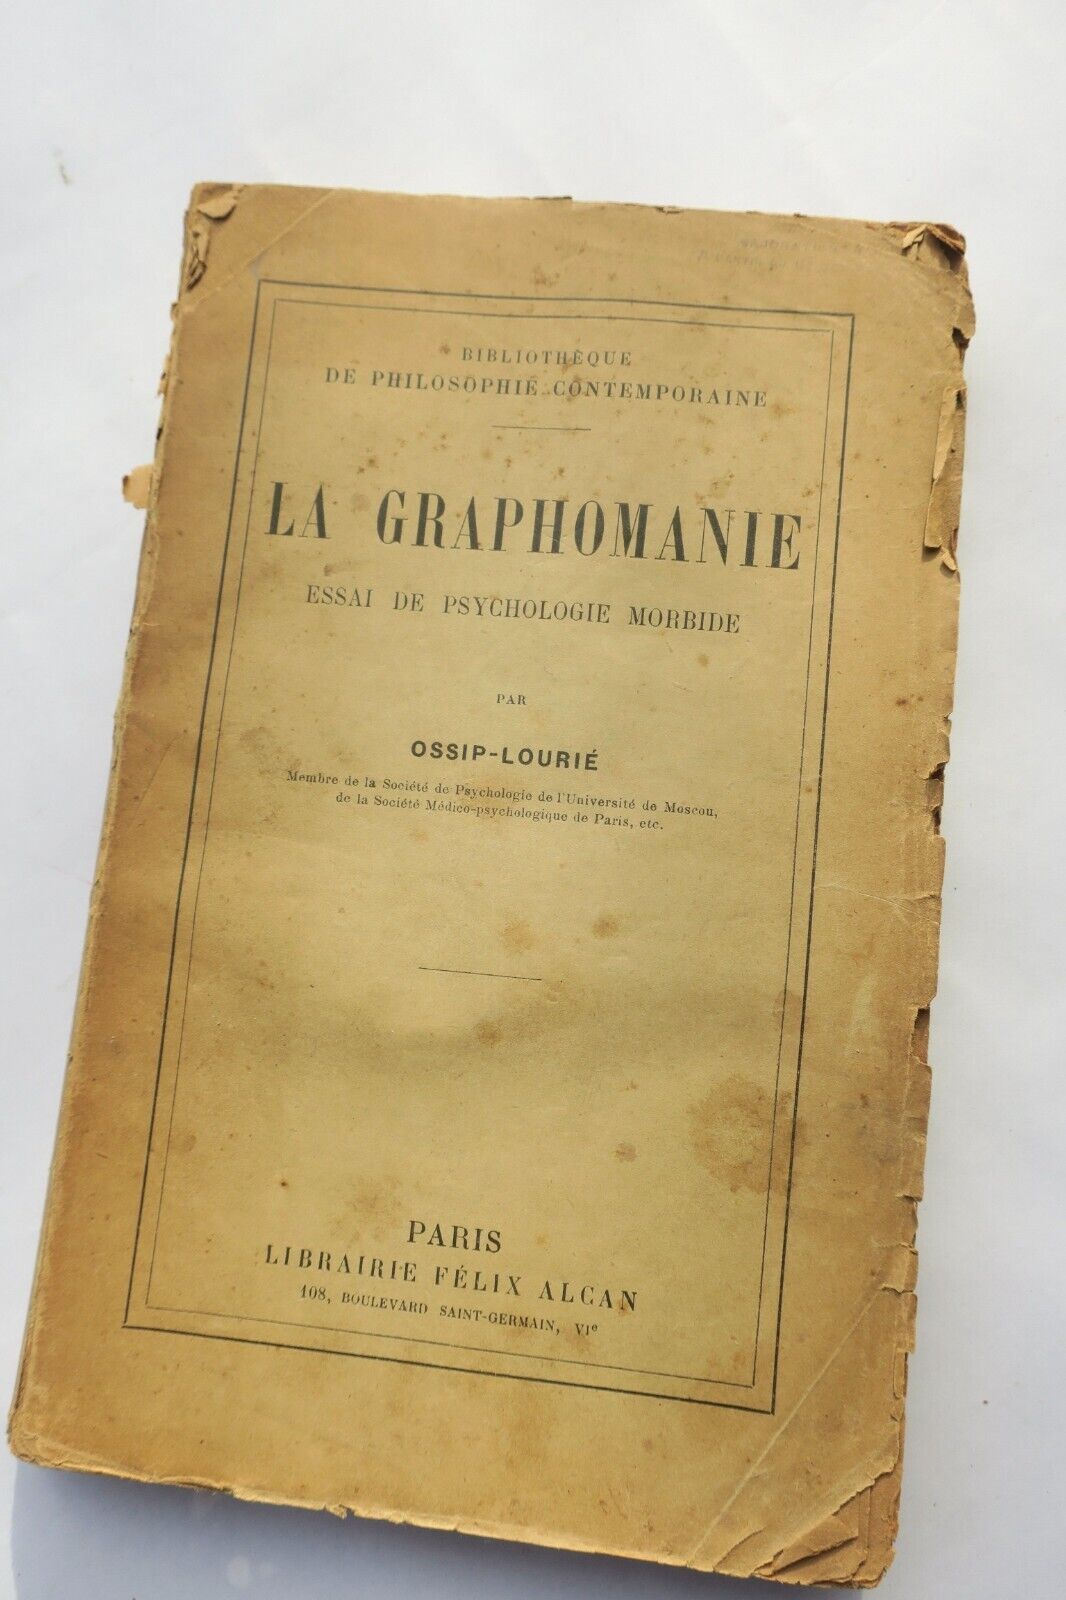 BIBLIOTHÈQUE
DE PHILOSOPHIE CONTEMPORAINE
LA GRAPHOMANIE
ESSAI DE PSYCHOLOGIE MORBIDE
PAR
OSSIP-LOURIÉ
Membre de la Société de Psychologie de l'Université de Moscou,
de la Société Médico-psychologique de Paris, etc.
PARIS
LIBRAIRIE FÉLIX ALCAN
108, BOULEVARD SAINT-GERMAIN, VIe